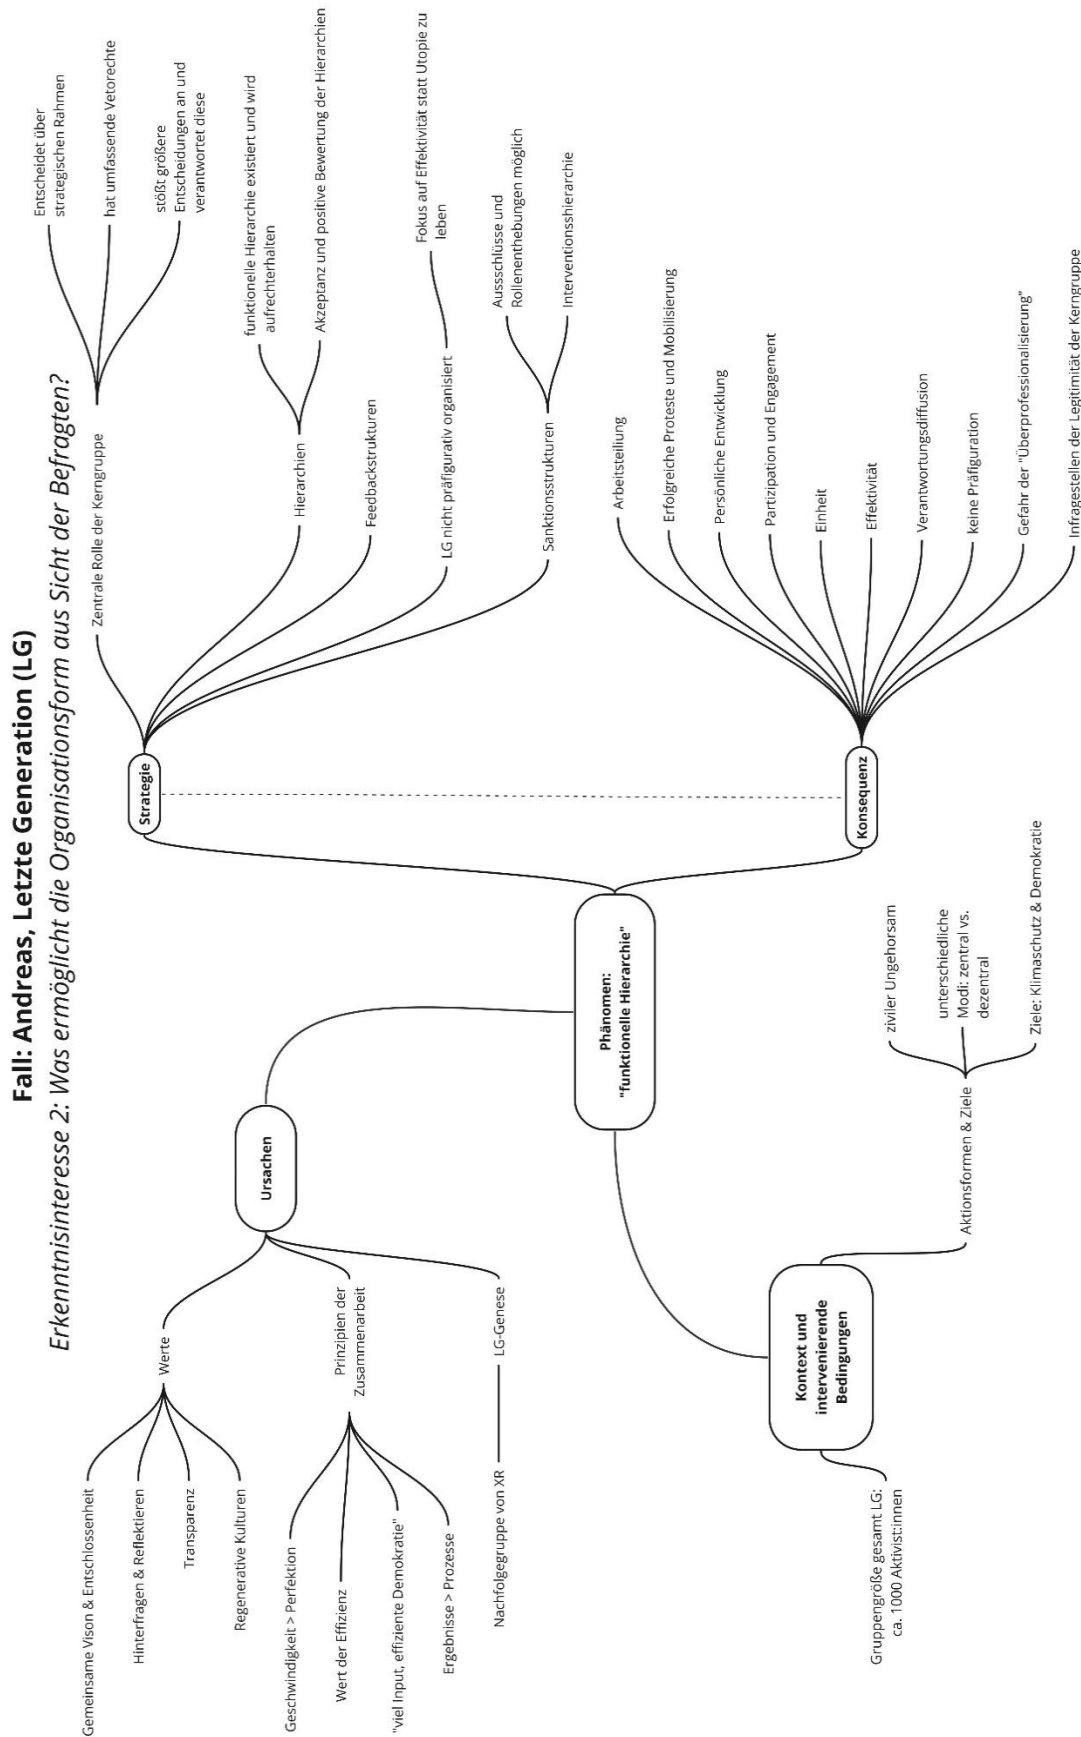 Fall: Andreas, Letzte Generation (LG)
Erkenntnisinteresse 2: Was ermöglicht die Organisationsform aus Sicht der Befragten?
Gemeinsame Vison & Entschlossenheit
Hinterfragen & Reflektieren
Transparenz
Regenerative Kulturen
Werte
Geschwindigkeit > Perfektion
Wert der Effizienz
"viel Input, effiziente Demokratie"
Ergebnisse > Prozesse
Prinzipien der
Zusammenarbeit
Nachfolgegruppe von XR
LG-Genese
Ursachen
Gruppengröße gesamt LG:
ca. 1000 Aktivist:innen
Kontext und
intervenierende
Bedingungen
Aktionsformen & Ziele
ziviler Ungehorsam
unterschiedliche
Modi: zentral vs.
dezentral
Ziele: Klimaschutz & Demokratie
Phänomen:
"funktionelle Hierarchie"
Strategie
Zentrale Rolle der Kerngruppe
Entscheidet über
strategischen Rahmen
hat umfassende Vetorechte
stößt größere
Entscheidungen an und
verantwortet diese
Hierarchien
funktionelle Hierarchie existiert und wird
aufrechterhalten
Akzeptanz und positive Bewertung der Hierarchien
Feedbackstrukturen
LG nicht präfigurativ organisiert
Fokus auf Effektivität statt Utopie zu
leben
Sanktionsstrukturen
Aussschlüsse und
Rollenenthebungen möglich
Interventionshierarchie
Konsequenz
Arbeitsteiliung
Erfolgreiche Proteste und Mobilisierung
Persönliche Entwicklung
Partizipation und Engagement
Einheit
Effektivität
Verantwortungsdiffusion
keine Präfiguration
Gefahr der "Überprofessionalisierung"
Infragestellen der Legitimität der Kerngruppe